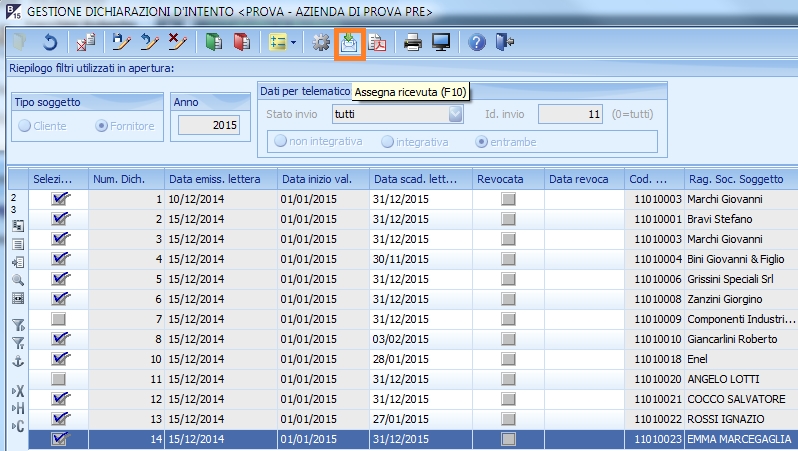 B 15 GESTIONE DICHIARAZIONI D'INTENTO <PROVA - AZIENDA DI PROVA PRE>
Riepilogo filtri utilizzati in apertura:
Assegna ricevuta (F10)
Tipo soggetto
Cliente Fornitore
Anno
2015
Dati per telematico
Stato invio tutti Id. invio 11 (0=tutti)
non integrativa integrativa entrambe
Selezi... Num. Dich. Data emiss. lettera Data inizio val. Data scad. lett... Revocata Data revoca Cod. ... Rag. Soc. Soggetto
1 10/12/2014 01/01/2015 31/12/2015 11010003 Marchi Giovanni
2 15/12/2014 01/01/2015 31/12/2015 11010001 Bravi Stefano
3 15/12/2014 01/01/2015 31/12/2015 11010003 Marchi Giovanni
4 15/12/2014 01/01/2015 30/11/2015 11010004 Bini Giovanni & Figlio
5 15/12/2014 01/01/2015 31/12/2015 11010006 Grissini Speciali Srl
6 15/12/2014 01/01/2015 31/12/2015 11010008 Zanzini Giorgino
7 15/12/2014 01/01/2015 31/12/2015 11010009 Componenti Industri...
8 15/12/2014 01/01/2015 03/02/2015 11010010 Giancarlini Roberto
10 15/12/2014 01/01/2015 28/01/2015 11010018 Enel
11 15/12/2014 01/01/2015 31/12/2015 11010020 ANGELO LOTTI
12 15/12/2014 01/01/2015 31/12/2015 11010021 COCCO SALVATORE
13 15/12/2014 01/01/2015 27/01/2015 11010022 ROSSI IGNAZIO
14 15/12/2014 01/01/2015 31/12/2015 11010023 EMMA MARCEGAGLIA
2
3
X
H
C